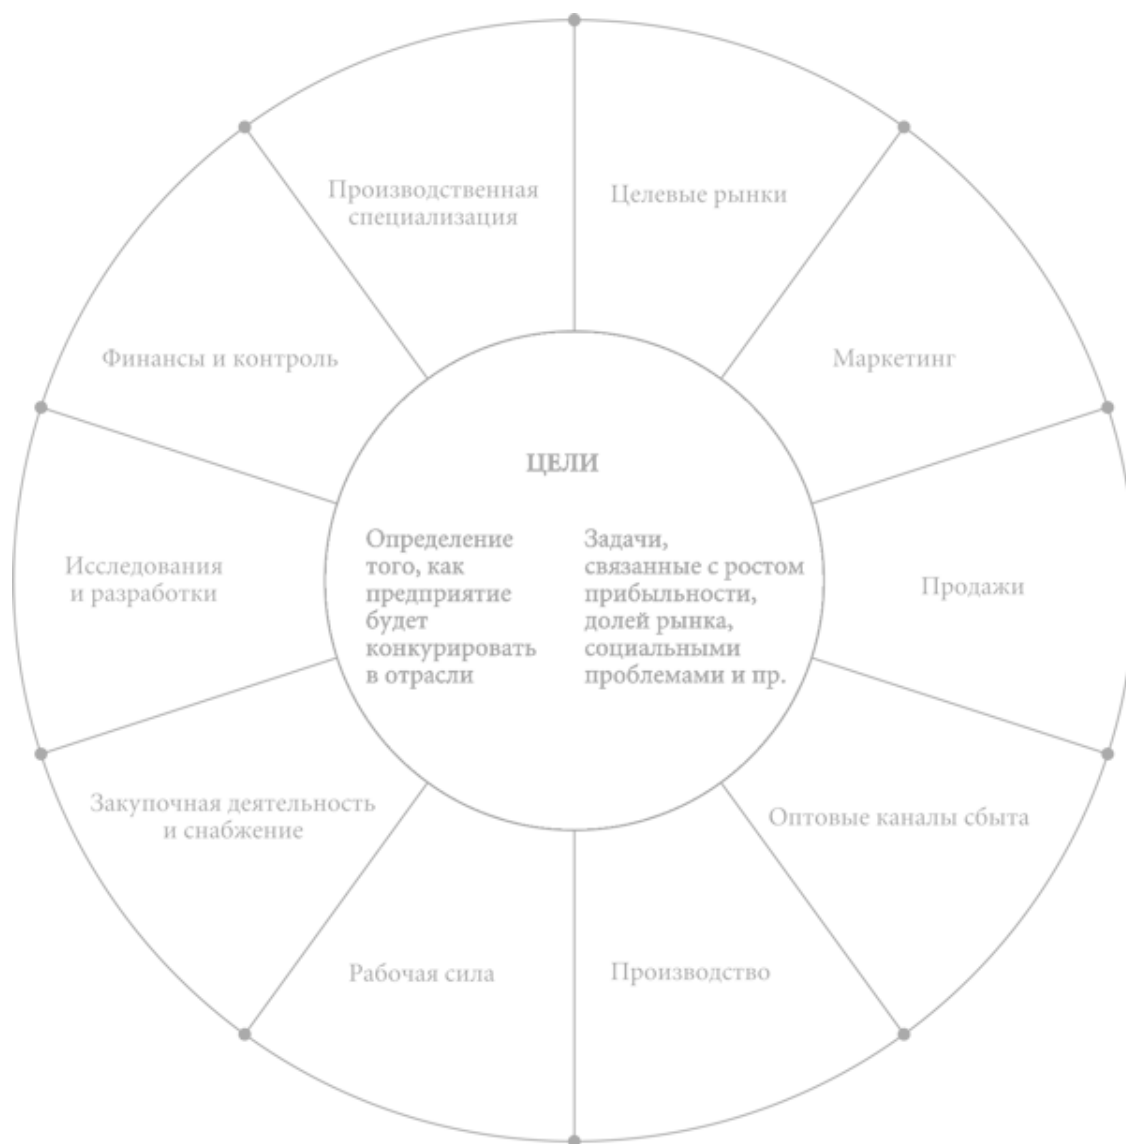 Производственная
специализация
Целевые рынки
Маркетинг
Продажи
Оптовые каналы сбыта
Производство
Рабочая сила
Закупочная деятельность
и снабжение
Исследования
и разработки
Финансы и контроль
ЦЕЛИ
Определение
того, как
предприятие
будет
конкурировать
в отрасли
Задачи,
связанные с ростом
прибыльности,
долей рынка,
социальными
проблемами и пр.